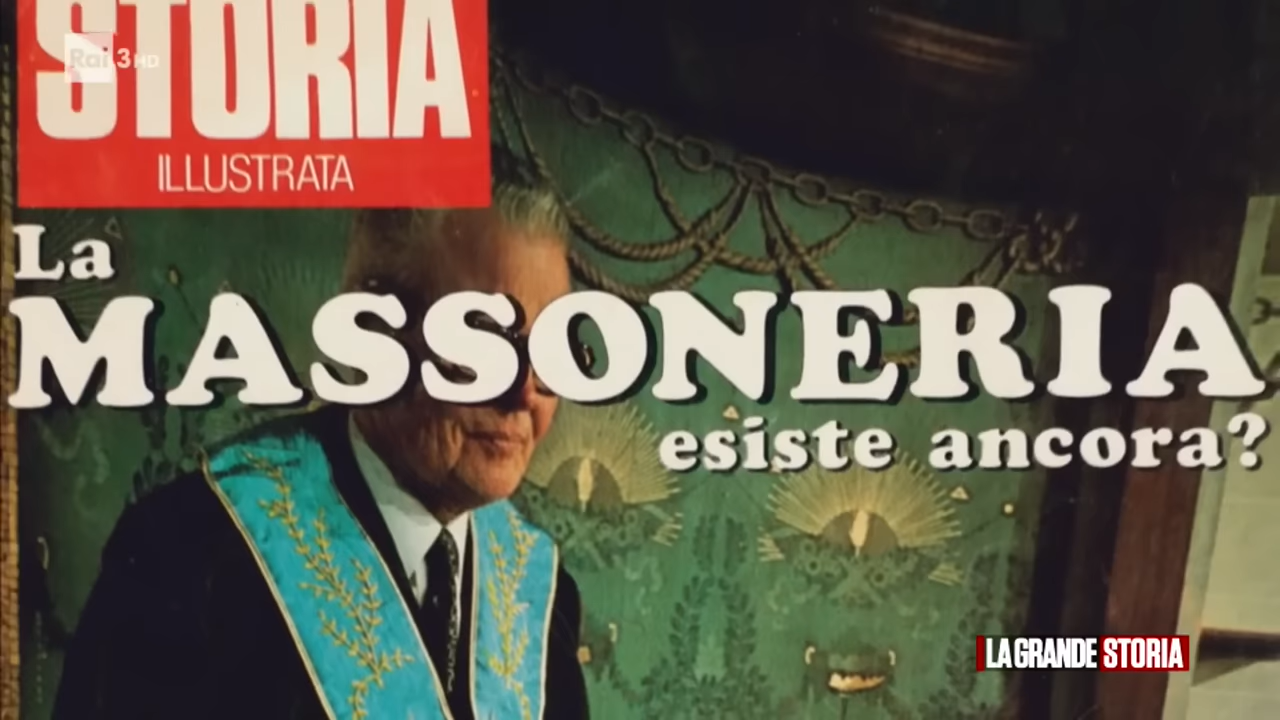 STORIA
Rai 3 HD
ILLUSTRATA
La
MASSONERIA
esiste ancora?
LA GRANDE STORIA